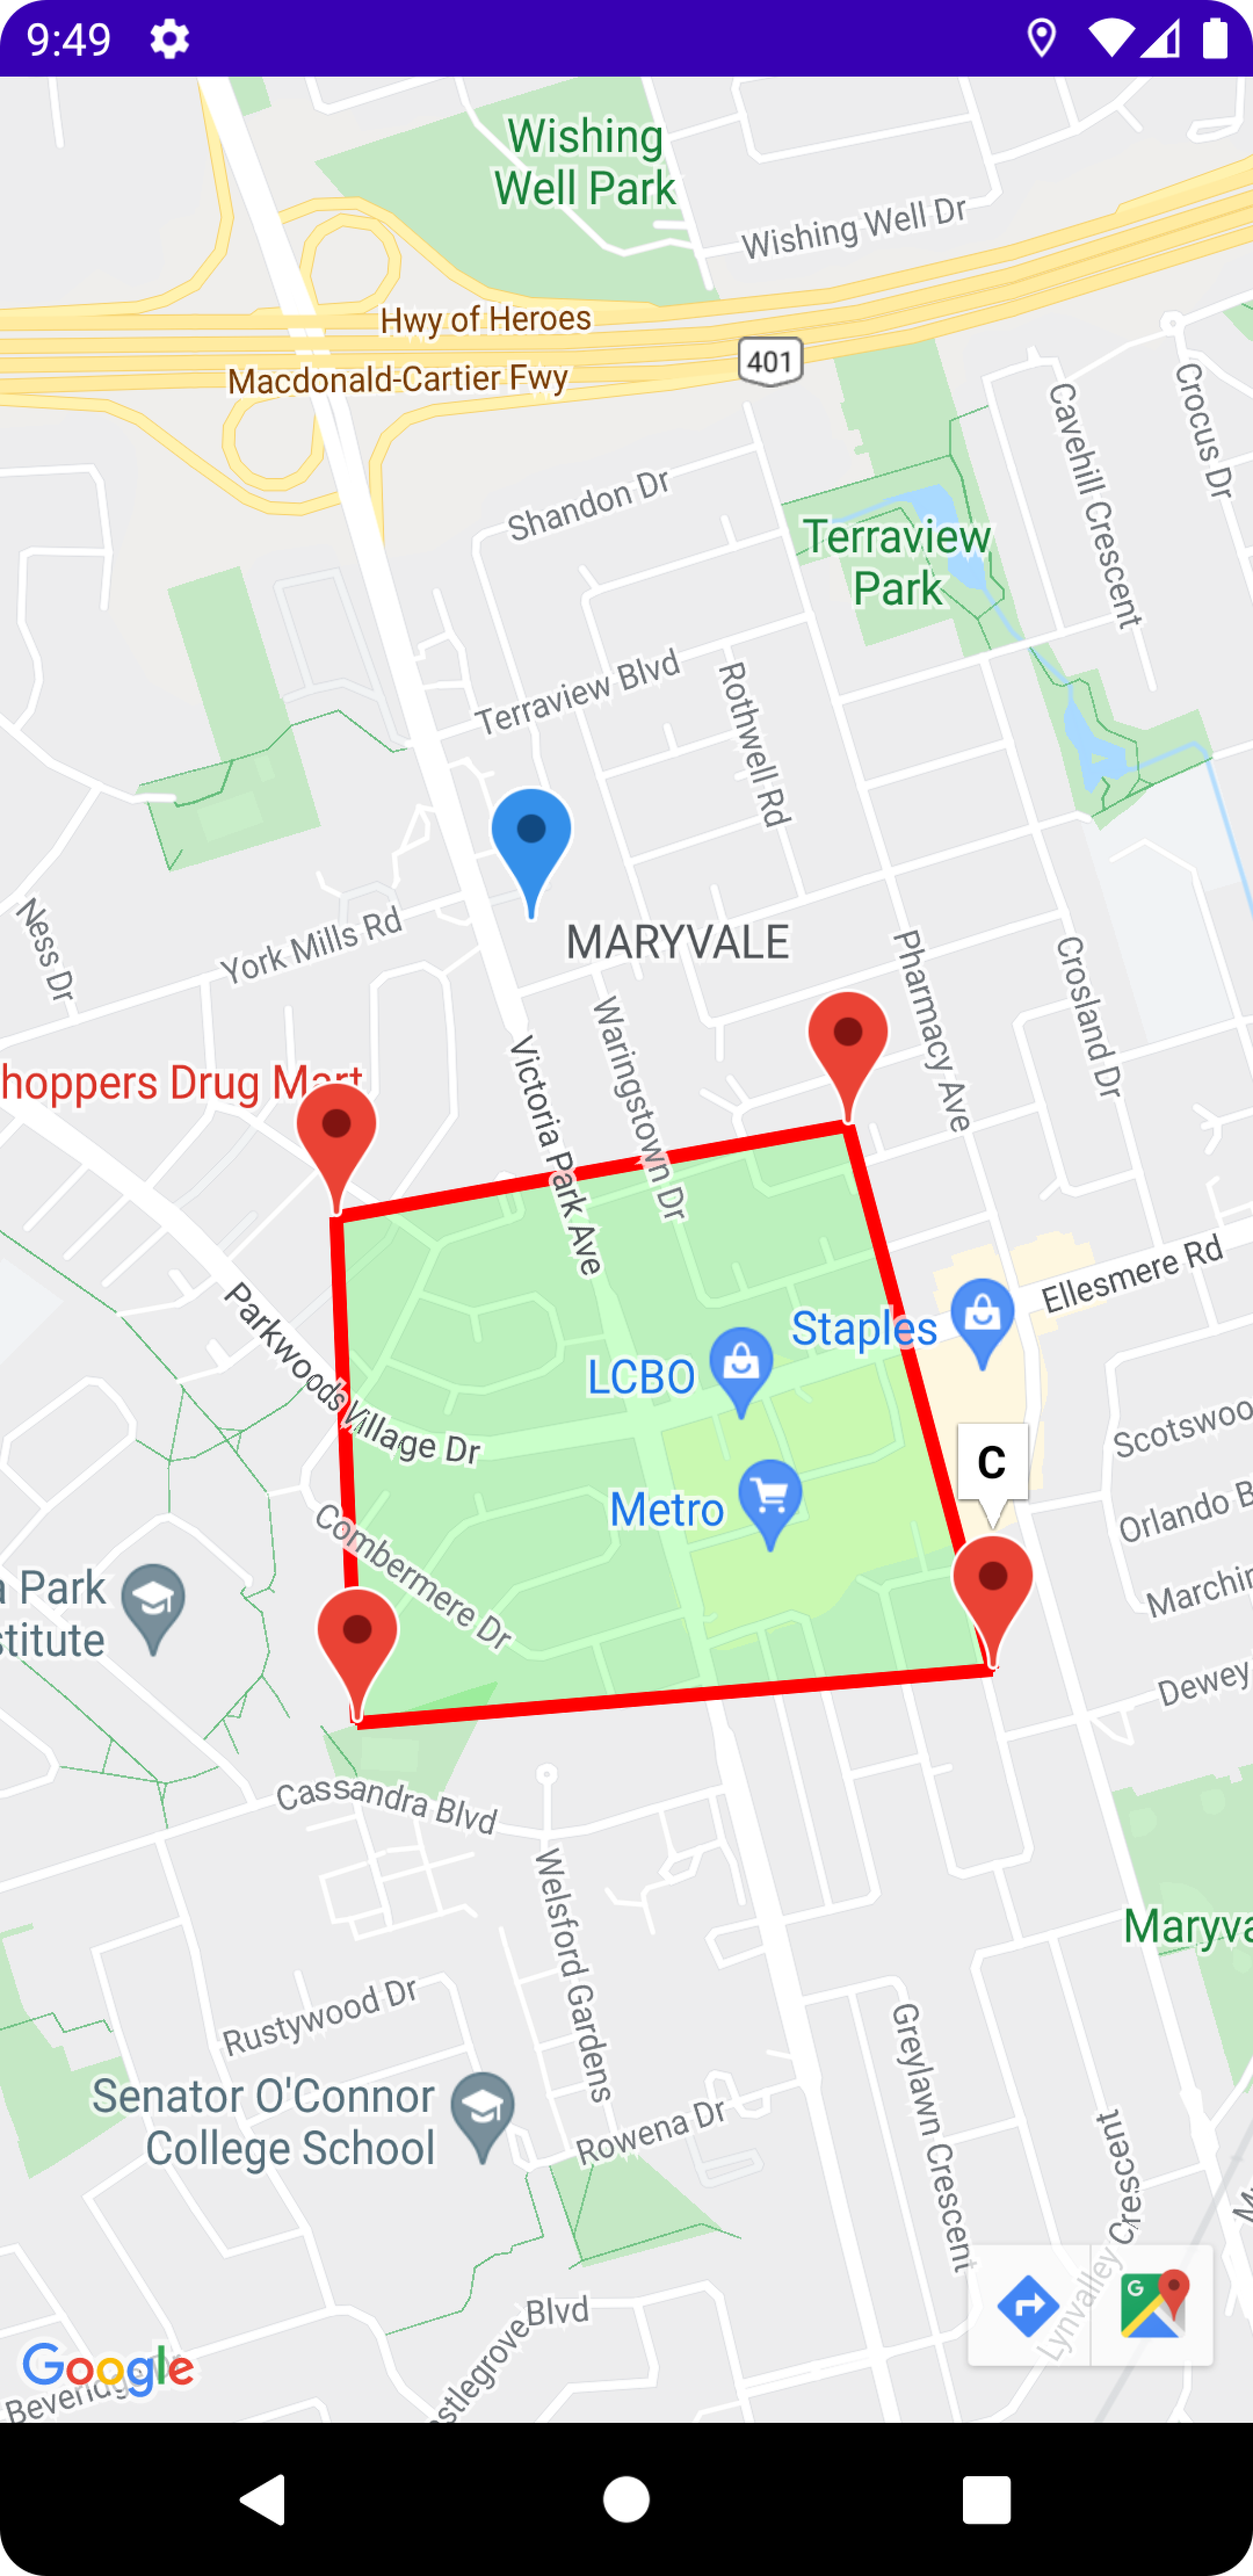 9:49
Wishing
Well Park
Wishing Well Dr
Hwy of Heroes
401
Macdonald-Cartier Fwy
Crocus Dr
Cavehill Crescent
Shandon Dr
Terraview
Park
Terraview Blvd
Rothwell Rd
Ness Dr
York Mills Rd
MARYVALE
Pharmacy Ave
Crosland Dr
Waringstown Dr
Victoria Park Ave
hoppers Drug Mart
Ellesmere Rd
Parkwoods Village Dr
Staples
LCBO
Scotswoo
C
Metro
Orlando B
Combermere Dr
a Park
stitute
Marchin
Dewey
Cassandra Blvd
Welsford Gardens
Maryva
Rustywood Dr
Greylawn Crescent
Senator O'Connor
College School
Rowena Dr
Lynvalley Crescent
stlegrove Blvd
G
Google
Beveridge Dr